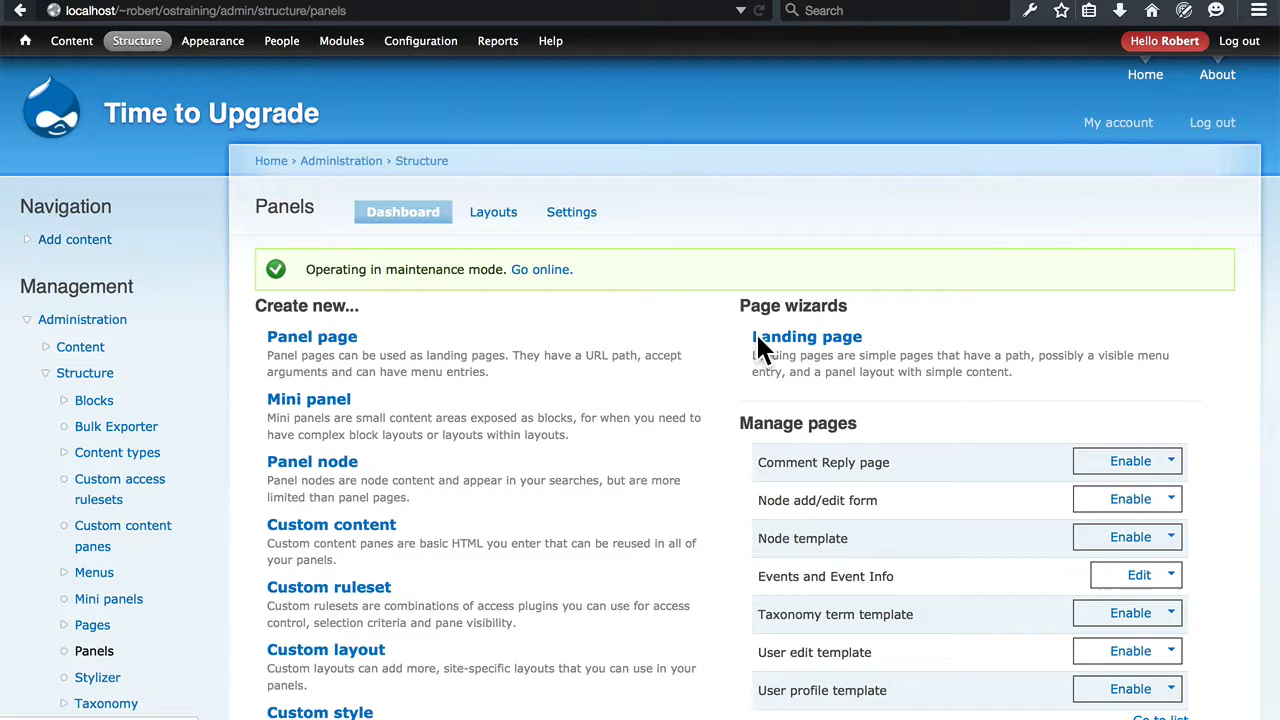 localhost/~robert/ostraining/admin/structure/panels
Search
Content Structure Appearance People Modules Configuration Reports Help
Hello Robert Log out
Home About
Time to Upgrade
My account Log out
Home › Administration › Structure
Navigation
Add content
Management
Administration
Content
Structure
Blocks
Bulk Exporter
Content types
Custom access
rulesets
Custom content
panes
Menus
Mini panels
Pages
Panels
Stylizer
Taxonomy
Panels
Dashboard Layouts Settings
Operating in maintenance mode. Go online.
Create new...
Panel page
Panel pages can be used as landing pages. They have a URL path, accept
arguments and can have menu entries.
Mini panel
Mini panels are small content areas exposed as blocks, for when you need to
have complex block layouts or layouts within layouts.
Panel node
Panel nodes are node content and appear in your searches, but are more
limited than panel pages.
Custom content
Custom content panes are basic HTML you enter that can be reused in all of
your panels.
Custom ruleset
Custom rulesets are combinations of access plugins you can use for access
control, selection criteria and pane visibility.
Custom layout
Custom layouts can add more, site-specific layouts that you can use in your
panels.
Custom style
Page wizards
Landing page
Landing pages are simple pages that have a path, possibly a visible menu
entry, and a panel layout with simple content.
Manage pages
Comment Reply page Enable
Node add/edit form Enable
Node template Enable
Events and Event Info Edit
Taxonomy term template Enable
User edit template Enable
User profile template Enable
Go to list